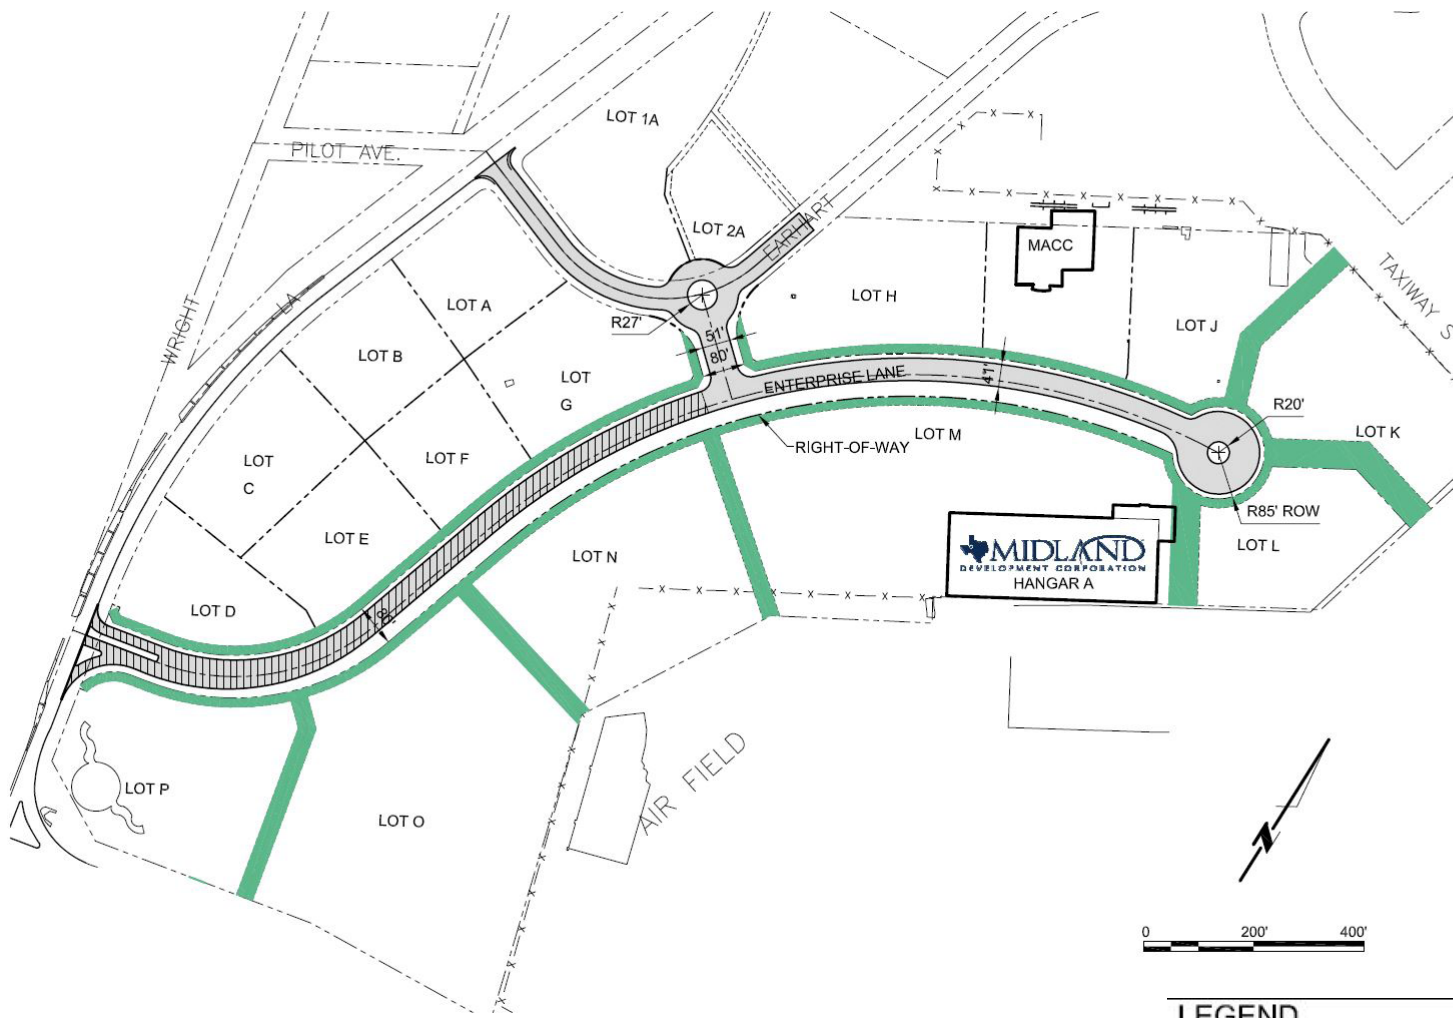 LOT 1A
PILOT AVE.
LOT 2A
EARHART
MACC
TAXIWAY S
WRIGHT
LA
LOT A
LOT H
R27'
51'
80'
LOT J
LOT B
LOT
G
ENTERPRISE LANE
41'
R20'
LOT K
LOT M
RIGHT-OF-WAY
LOT
C
LOT F
R85' ROW
LOT L
LOT E
LOT N
MIDLAND
DEVELOPMENT CORPORATION
HANGAR A
LOT D
LOT P
LOT O
AIR FIELD
N
0 200' 400'
LEGEND